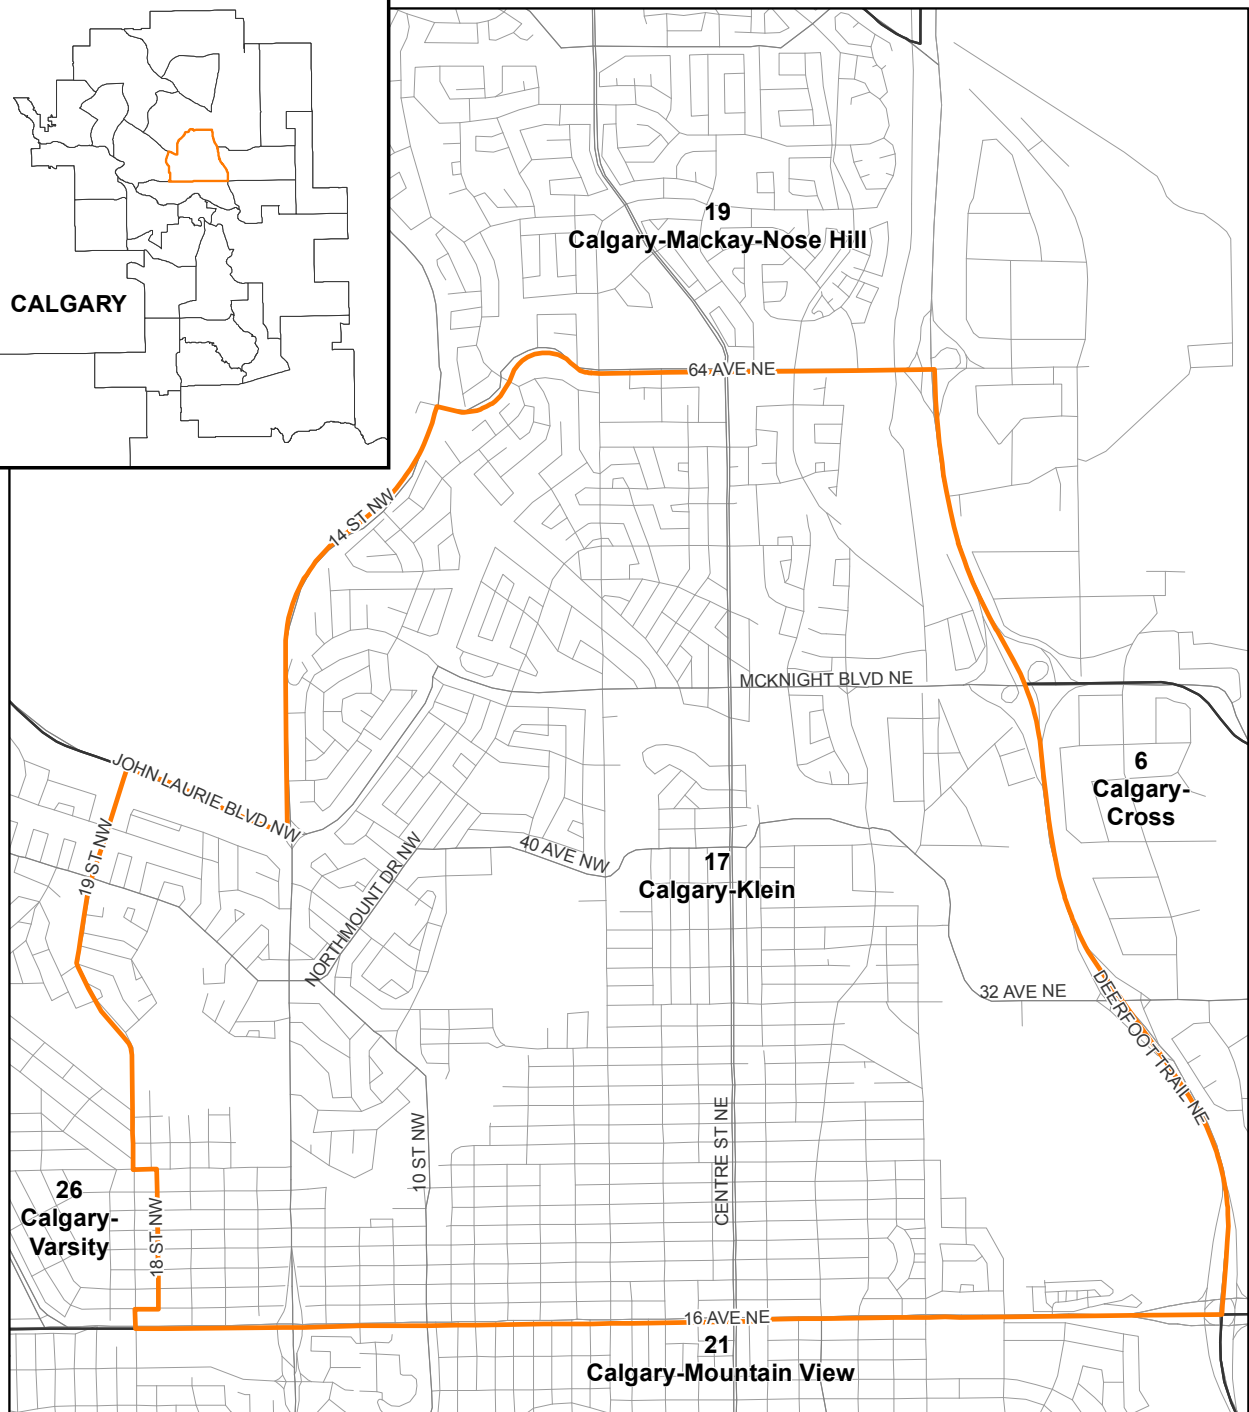 CALGARY
19
Calgary-Mackay-Nose Hill
64 AVE NE
14 ST NW
MCKNIGHT BLVD NE
JOHN LAURIE BLVD NW
6
Calgary-
Cross
19 ST NW
40 AVE NW
17
Calgary-Klein
NORTHMOUNT DR NW
32 AVE NE
DEERFOOT TRAIL NE
10 ST NW
CENTRE ST NE
26
Calgary-
Varsity
18 ST NW
16 AVE NE
21
Calgary-Mountain View